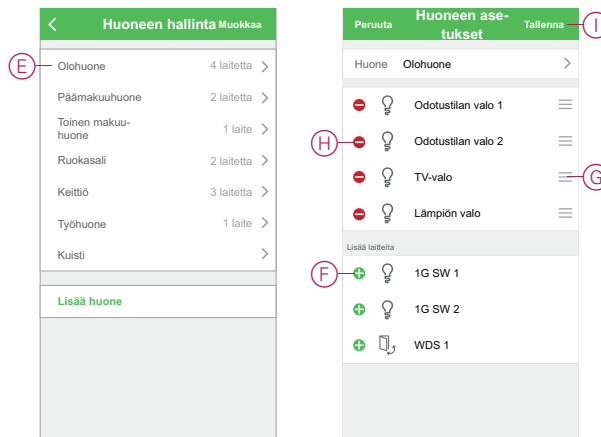 Huoneen hallinta Muokkaa
E
Olohuone 4 laitetta
Päämakuuhuone 2 laitetta
Toinen makuu-
huone 1 laite
Ruokasali 2 laitetta
Keittiö 3 laitetta
Työhuone 1 laite
Kuisti
Lisää huone
Peruuta Huoneen ase-
tukset Tallenna
I
Huone Olohuone
Odotustilan valo 1
H Odotustilan valo 2
TV-valo G
Lämpiön valo
Lisää laitteita
F 1G SW 1
1G SW 2
WDS 1